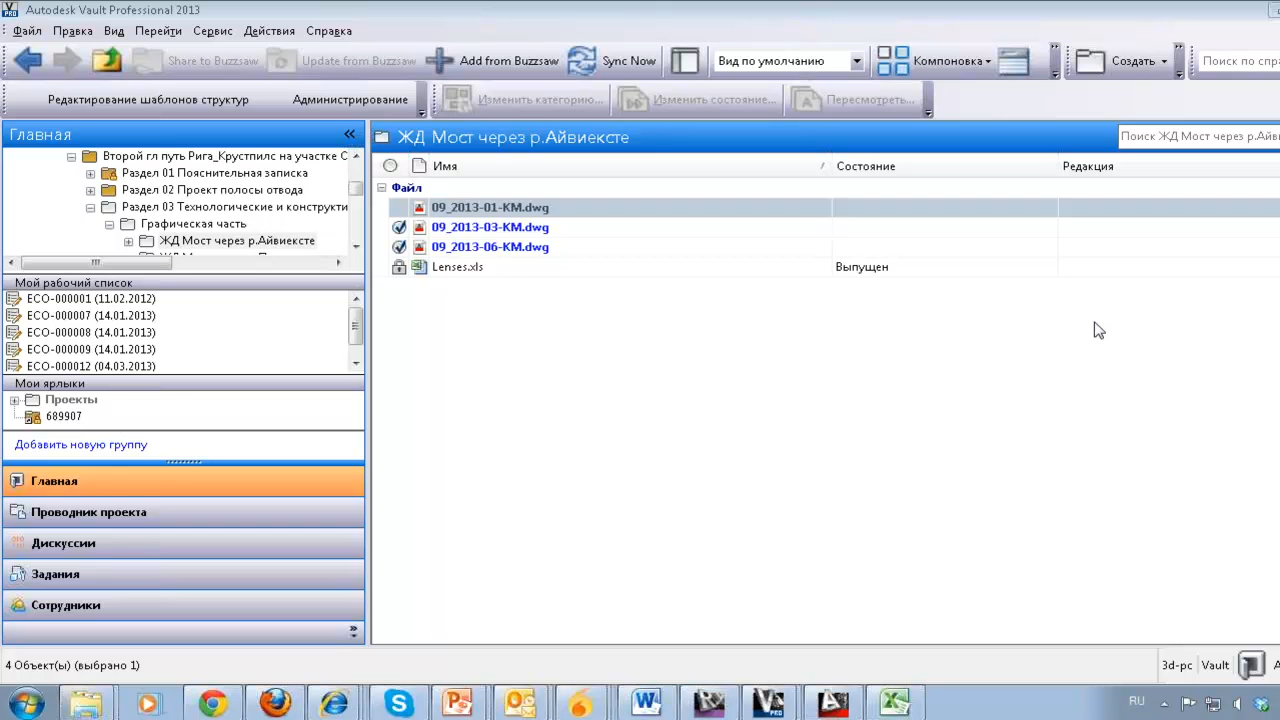 Autodesk Vault Professional 2013
Файл Правка Вид Перейти Сервис Действия Справка
Share to Buzzsaw Update from Buzzsaw Add from Buzzsaw Sync Now Вид по умолчанию Компоновка Создать Поиск по спра
Редактирование шаблонов структур Администрирование Изменить категорию... Изменить состояние... Пересмотреть...
Главная
Второй гл путь Рига_Крустпилс на участке С
Раздел 01 Пояснительная записка
Раздел 02 Проект полосы отвода
Раздел 03 Технологические и конструкти
Графическая часть
ЖД Мост через р.Айвиексте
Мой рабочий список
ECO-000001 (11.02.2012)
ECO-000007 (14.01.2013)
ECO-000008 (14.01.2013)
ECO-000009 (14.01.2013)
ECO-000012 (04.03.2013)
Мои ярлыки
Проекты
689907
Добавить новую группу
Главная
Проводник проекта
Дискуссии
Задания
Сотрудники
ЖД Мост через р.Айвиексте Поиск ЖД Мост через р.Айви
Имя Состояние Редакция
Файл
09_2013-01-КМ.dwg
09_2013-03-КМ.dwg
09_2013-06-КМ.dwg
Lenses.xls Выпущен
4 Объект(ы) (выбрано 1) 3d-pc Vault
RU